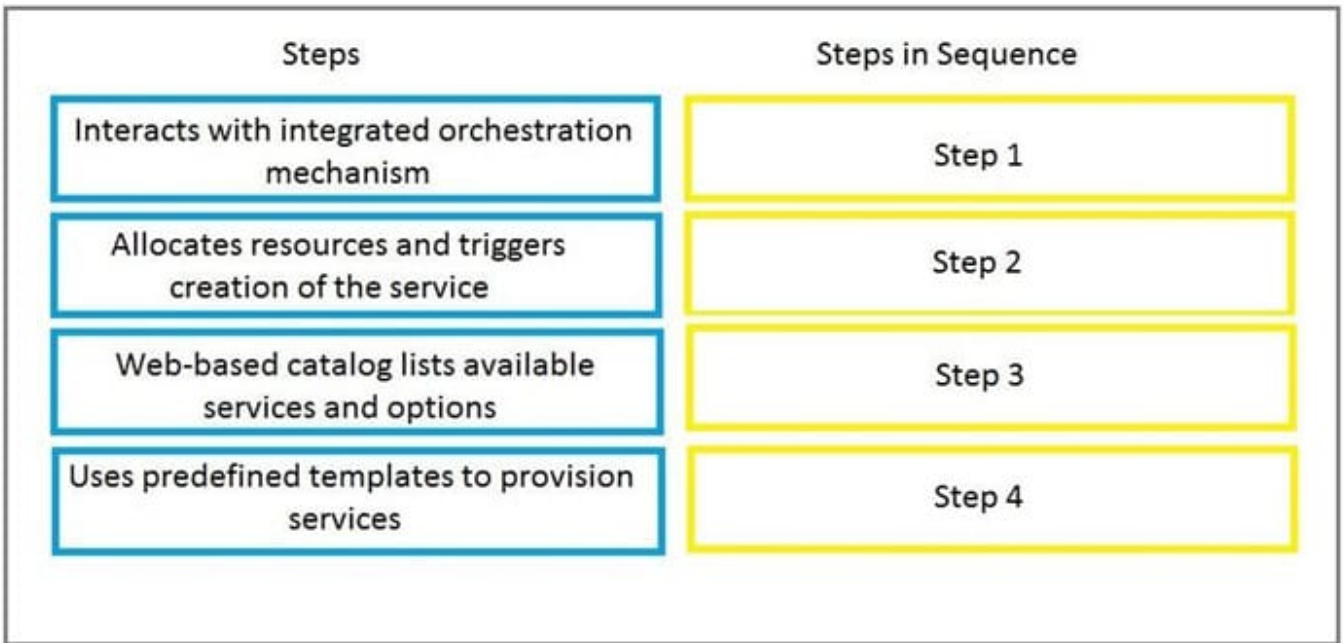 Steps
Steps in Sequence
Interacts with integrated orchestration
mechanism
Step 1
Allocates resources and triggers
creation of the service
Step 2
Web-based catalog lists available
services and options
Step 3
Uses predefined templates to provision
services
Step 4